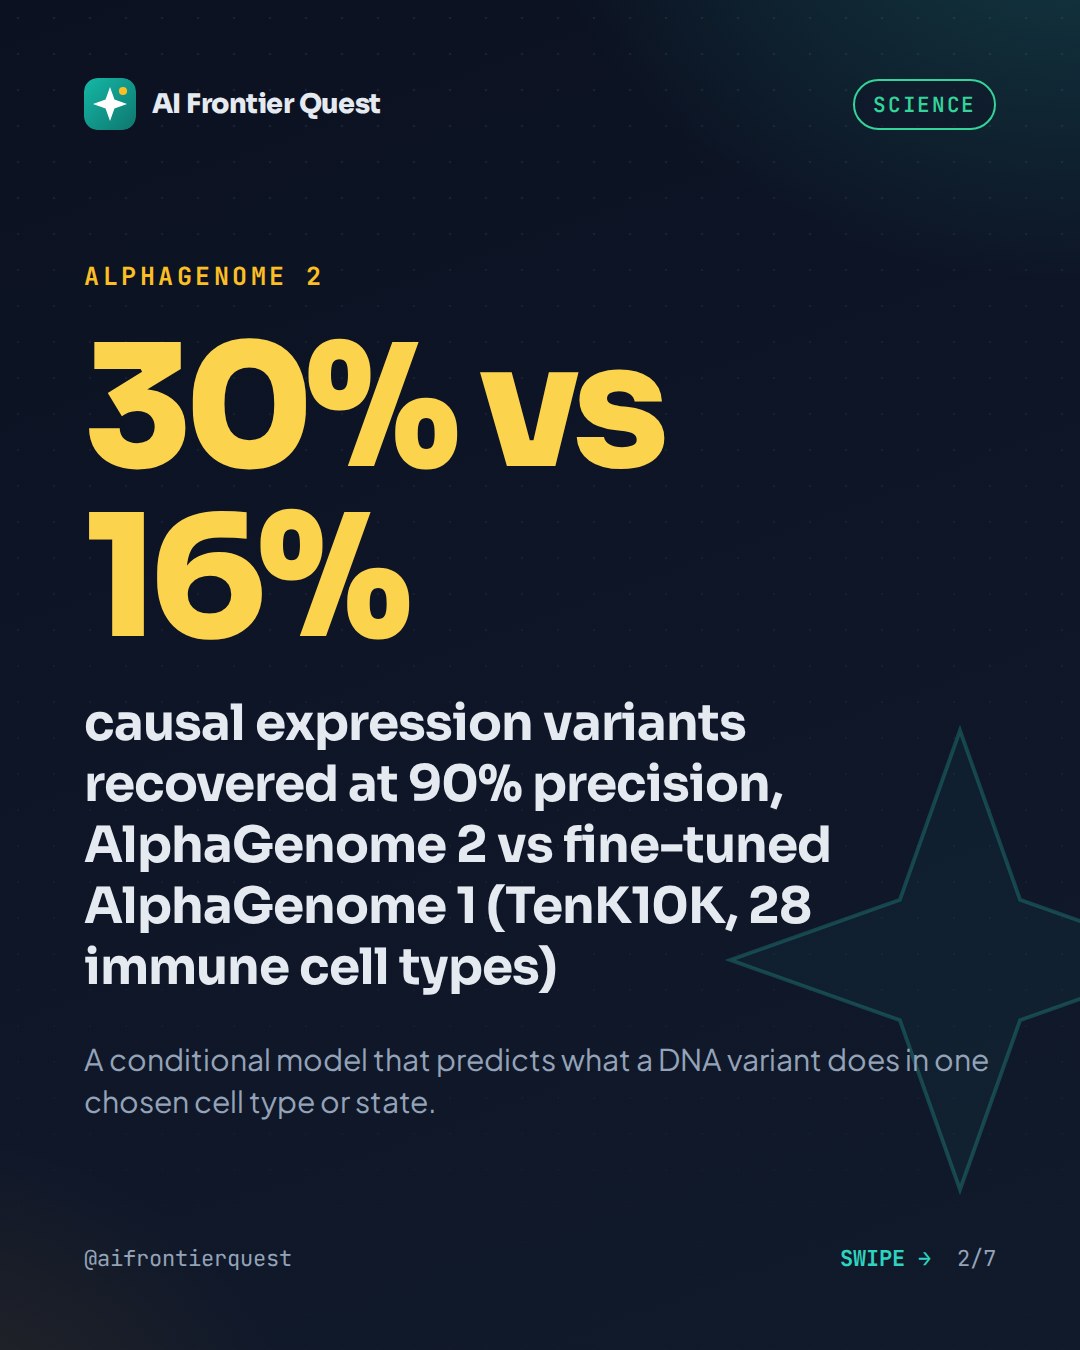 AI Frontier Quest
SCIENCE
ALPHAGENOME 2
30% vs
16%
causal expression variants
recovered at 90% precision,
AlphaGenome 2 vs fine-tuned
AlphaGenome 1 (TenK10K, 28
immune cell types)
A conditional model that predicts what a DNA variant does in one
chosen cell type or state.
@aifrontierquest
SWIPE → 2/7